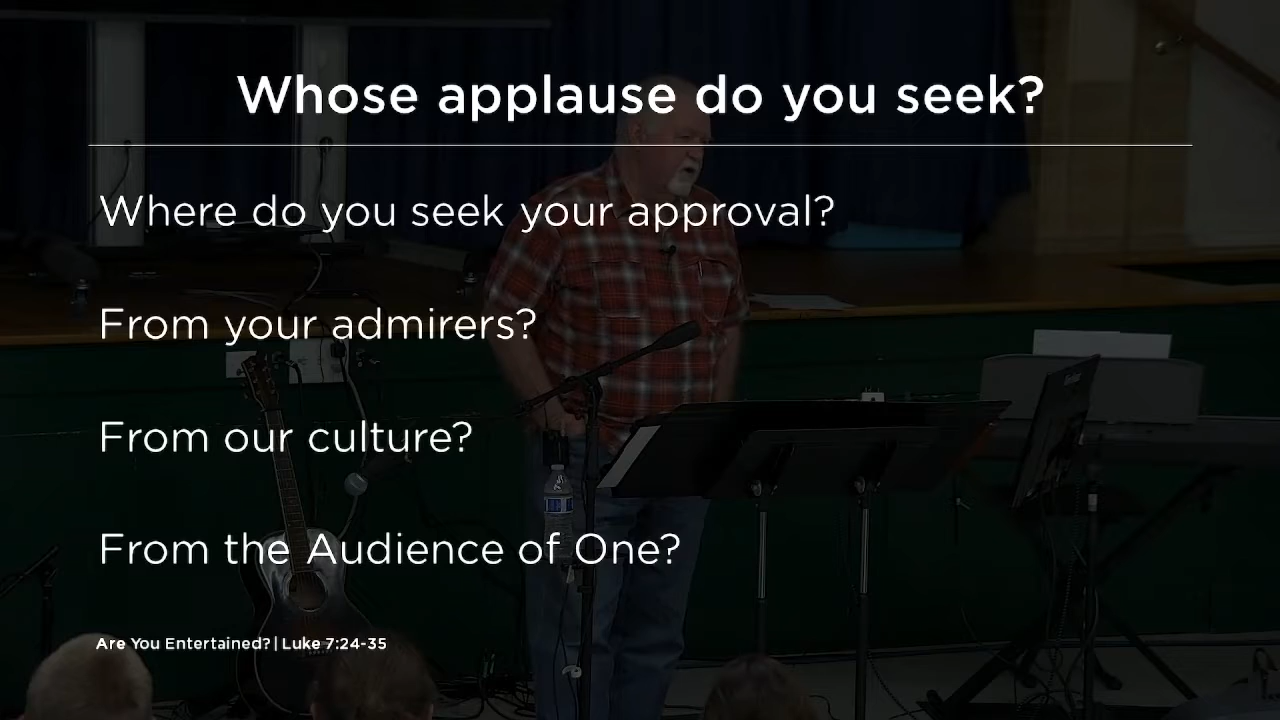 Whose applause do you seek?
Where do you seek your approval?
From your admirers?
From our culture?
From the Audience of One?
Are You Entertained? | Luke 7:24-35